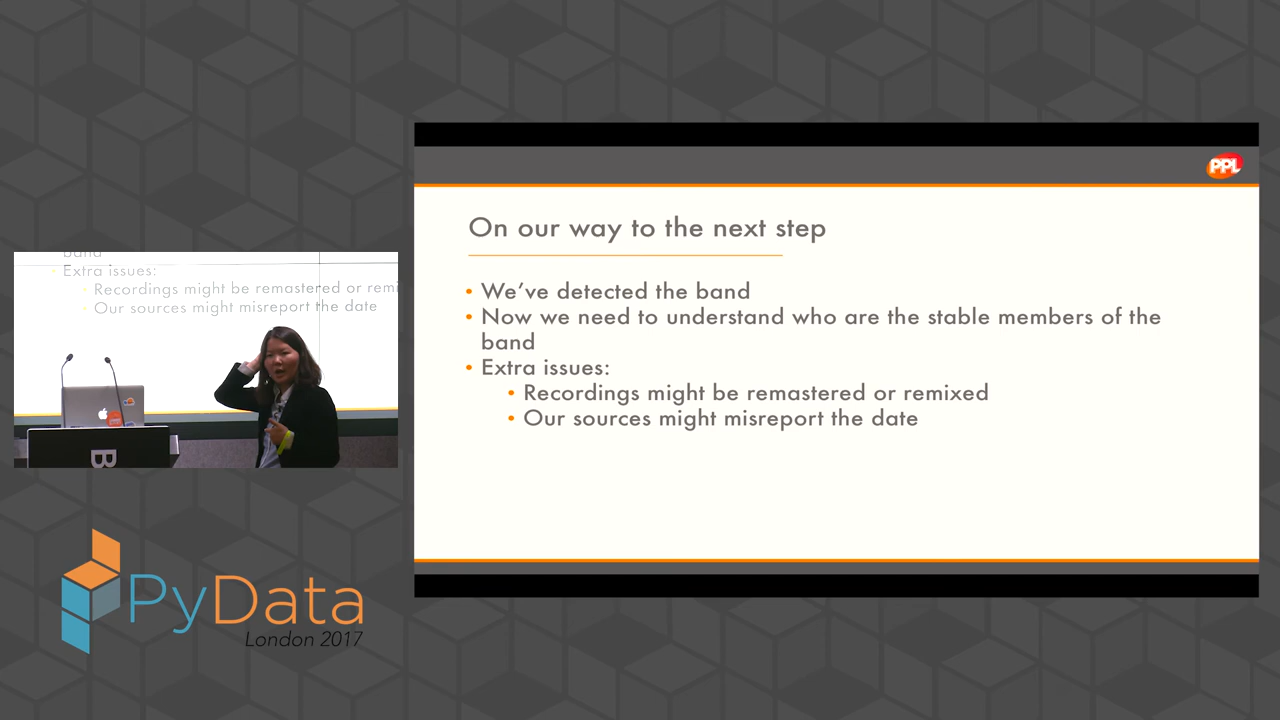 PPL
On our way to the next step
• We've detected the band
• Now we need to understand who are the stable members of the
band
• Extra issues:
• Recordings might be remastered or remixed
• Our sources might misreport the date
band
Extra issues:
Recordings might be remastered or remi
Our sources might misreport the date
B
PyData
London 2017